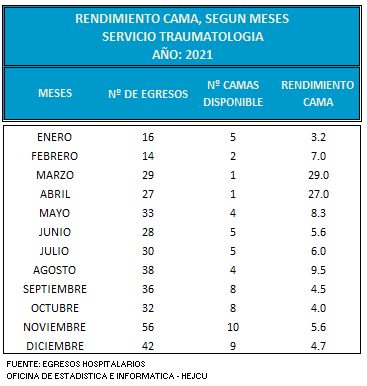 RENDIMIENTO CAMA, SEGUN MESES
SERVICIO TRAUMATOLOGIA
AÑO: 2021
MESES Nº DE EGRESOS Nº CAMAS DISPONIBLE RENDIMIENTO CAMA
ENERO 16 5 3.2
FEBRERO 14 2 7.0
MARZO 29 1 29.0
ABRIL 27 1 27.0
MAYO 33 4 8.3
JUNIO 28 5 5.6
JULIO 30 5 6.0
AGOSTO 38 4 9.5
SEPTIEMBRE 36 8 4.5
OCTUBRE 32 8 4.0
NOVIEMBRE 56 10 5.6
DICIEMBRE 42 9 4.7
FUENTE: EGRESOS HOSPITALARIOS
OFICINA DE ESTADISTICA E INFORMATICA - HEJCU